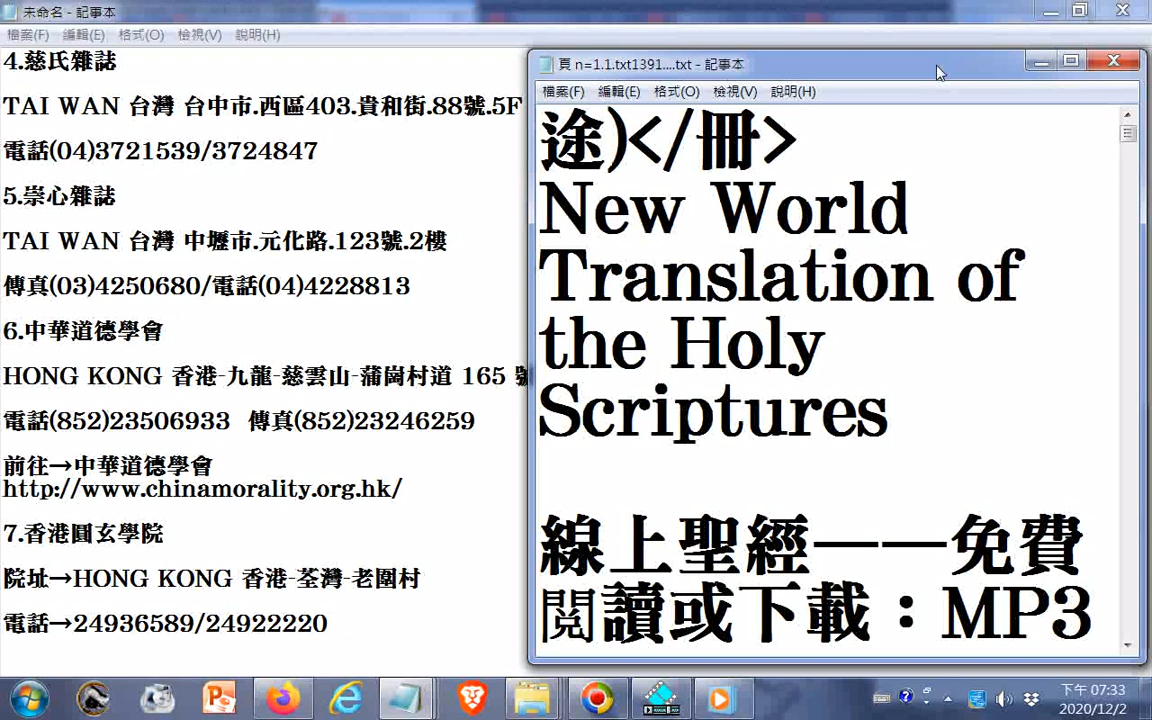 未命名 - 記事本
檔案(F) 編輯(E) 格式(O) 檢視(V) 說明(H)
4.慈氏雜誌
TAI WAN 台灣 台中市.西區403.貴和街.88號.5F
電話(04)3721539/3724847
5.崇心雜誌
TAI WAN 台灣 中壢市.元化路.123號.2樓
傳真(03)4250680/電話(04)4228813
6.中華道德學會
HONG KONG 香港-九龍-慈雲山-蒲崗村道 165 號
電話(852)23506933 傳真(852)23246259
前往→中華道德學會
http://www.chinamorality.org.hk/
7.香港圓玄學院
院址→HONG KONG 香港-荃灣-老圍村
電話→24936589/24922220
頁 n=1.1.txt1391....txt - 記事本
檔案(F) 編輯(E) 格式(O) 檢視(V) 說明(H)
途)</冊>
New World
Translation of
the Holy
Scriptures
線上聖經——免費
閱讀或下載：MP3
下午 07:33
2020/12/2